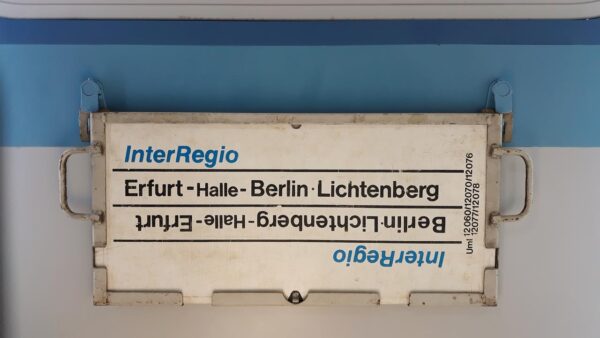 InterRegio
Erfurt - Halle - Berlin · Lichtenberg
Berlin · Lichtenberg - Halle - Erfurt
InterRegio
Uml 12060/12070/12076
12077/12078